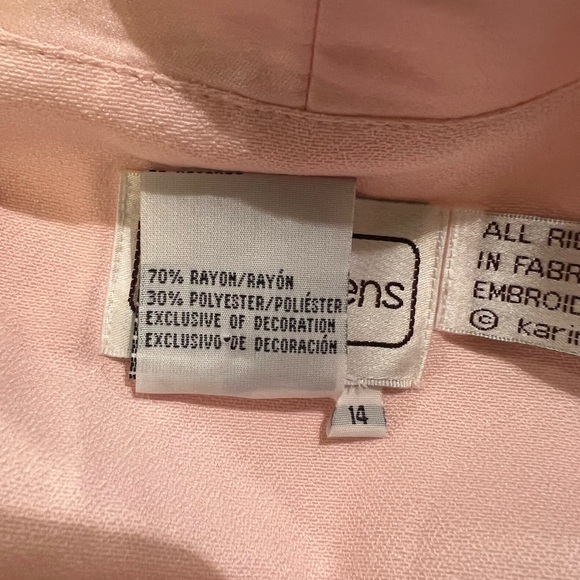 70% RAYON/RAYÓN
30% POLYESTER/POLIÉSTER
EXCLUSIVE OF DECORATION
EXCLUSIVO DE DECORACIÓN
ens
14
ALL RI
IN FABR
EMBROID
© karin